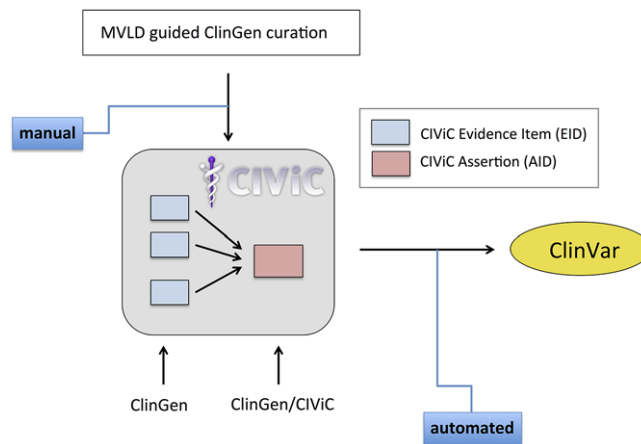 MVLD guided ClinGen curation
manual
CIViC Evidence Item (EID)
CIViC Assertion (AID)
CIViC
ClinVar
ClinGen
ClinGen/CIViC
automated